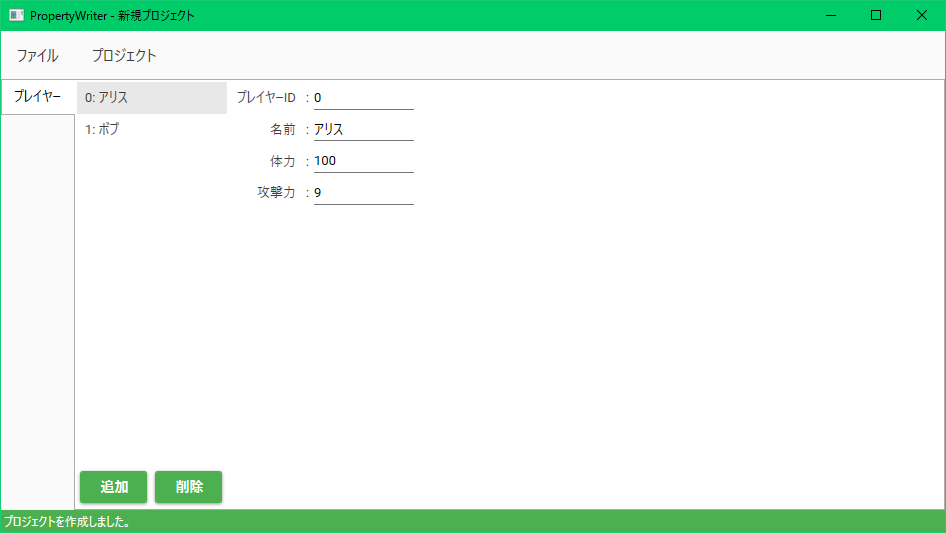 PropertyWriter - 新規プロジェクト
ファイル プロジェクト
プレイヤー
0: アリス
1: ボブ
プレイヤーID : 0
名前 : アリス
体力 : 100
攻撃力 : 9
追加 削除
プロジェクトを作成しました。